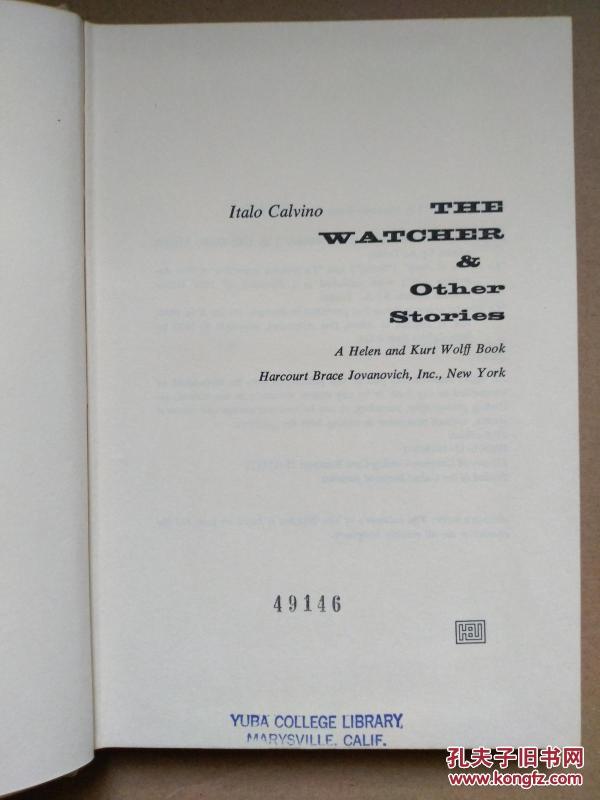 Italo Calvino THE
WATCHER
&
Other
Stories
A Helen and Kurt Wolff Book
Harcourt Brace Jovanovich, Inc., New York
49146
HBJ
YUBA COLLEGE LIBRARY,
MARYSVILLE, CALIF.
孔夫子旧书网
www.kongfz.com